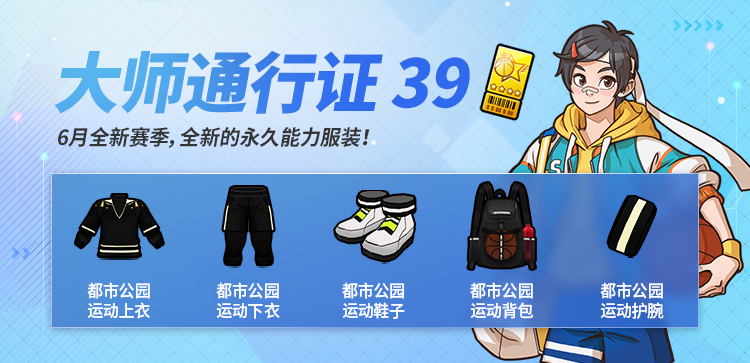 大师通行证 39
6月全新赛季, 全新的永久能力服装!
都市公园
运动上衣
都市公园
运动下衣
都市公园
运动鞋子
都市公园
运动背包
都市公园
运动护腕
S